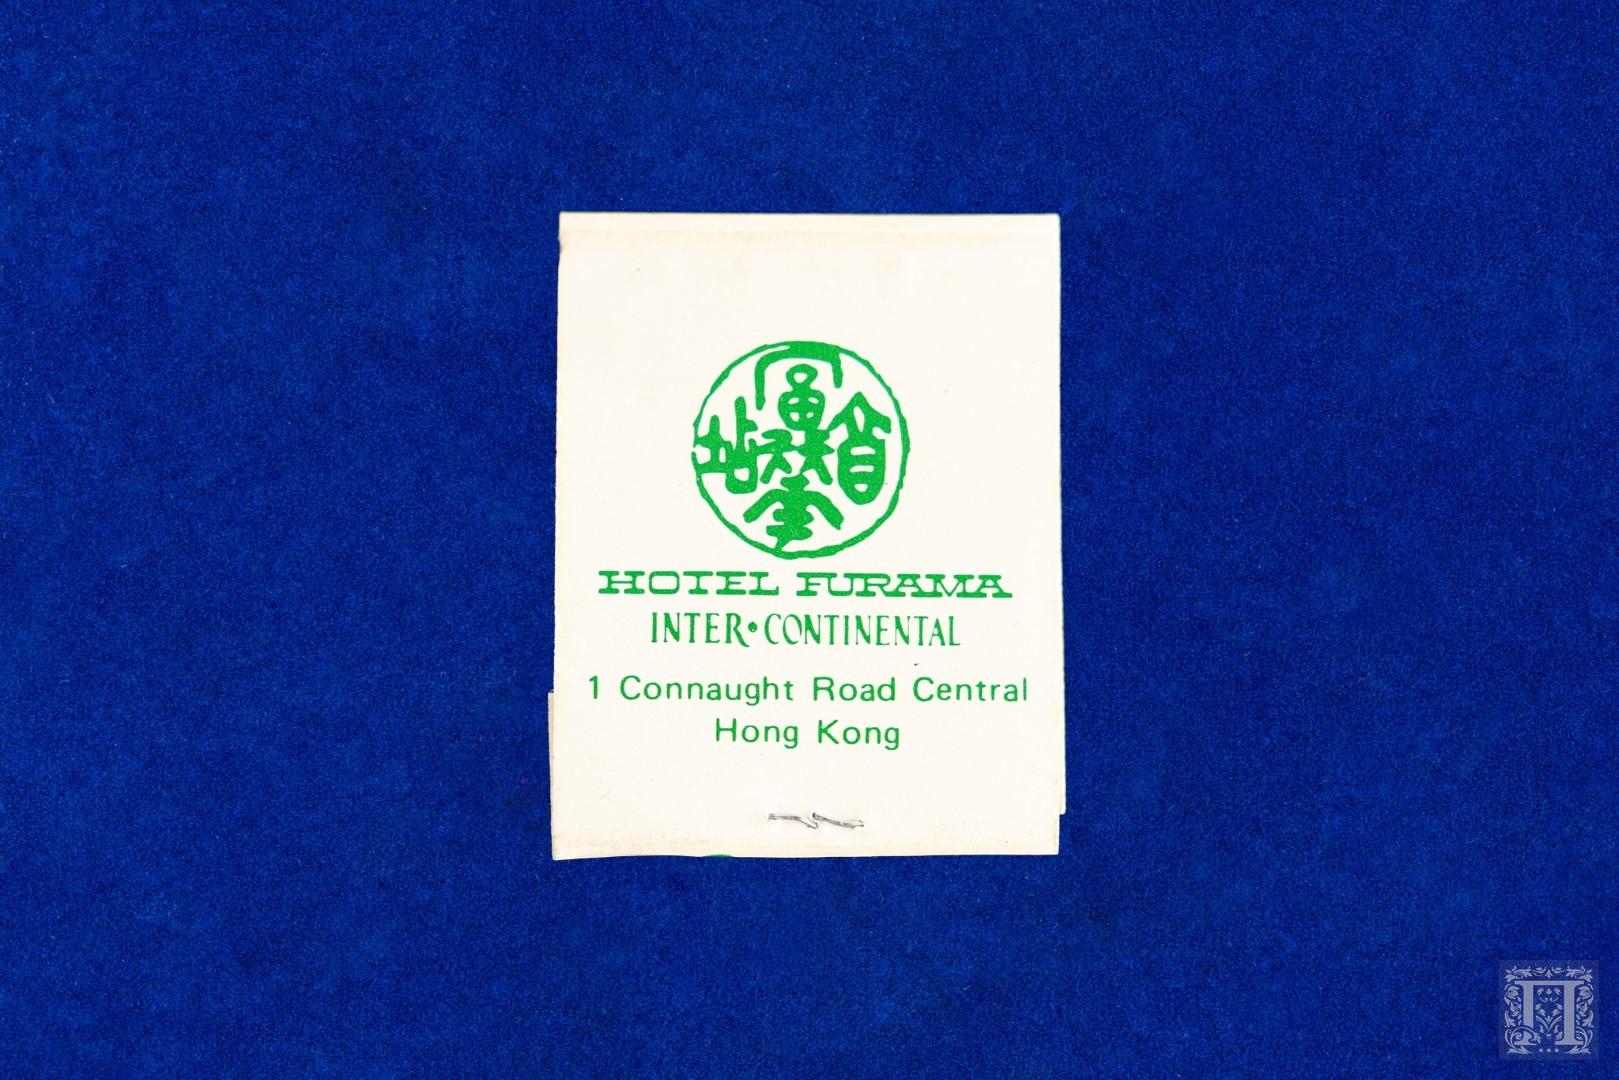 HOTEL FURAMA
INTER•CONTINENTAL
1 Connaught Road Central
Hong Kong